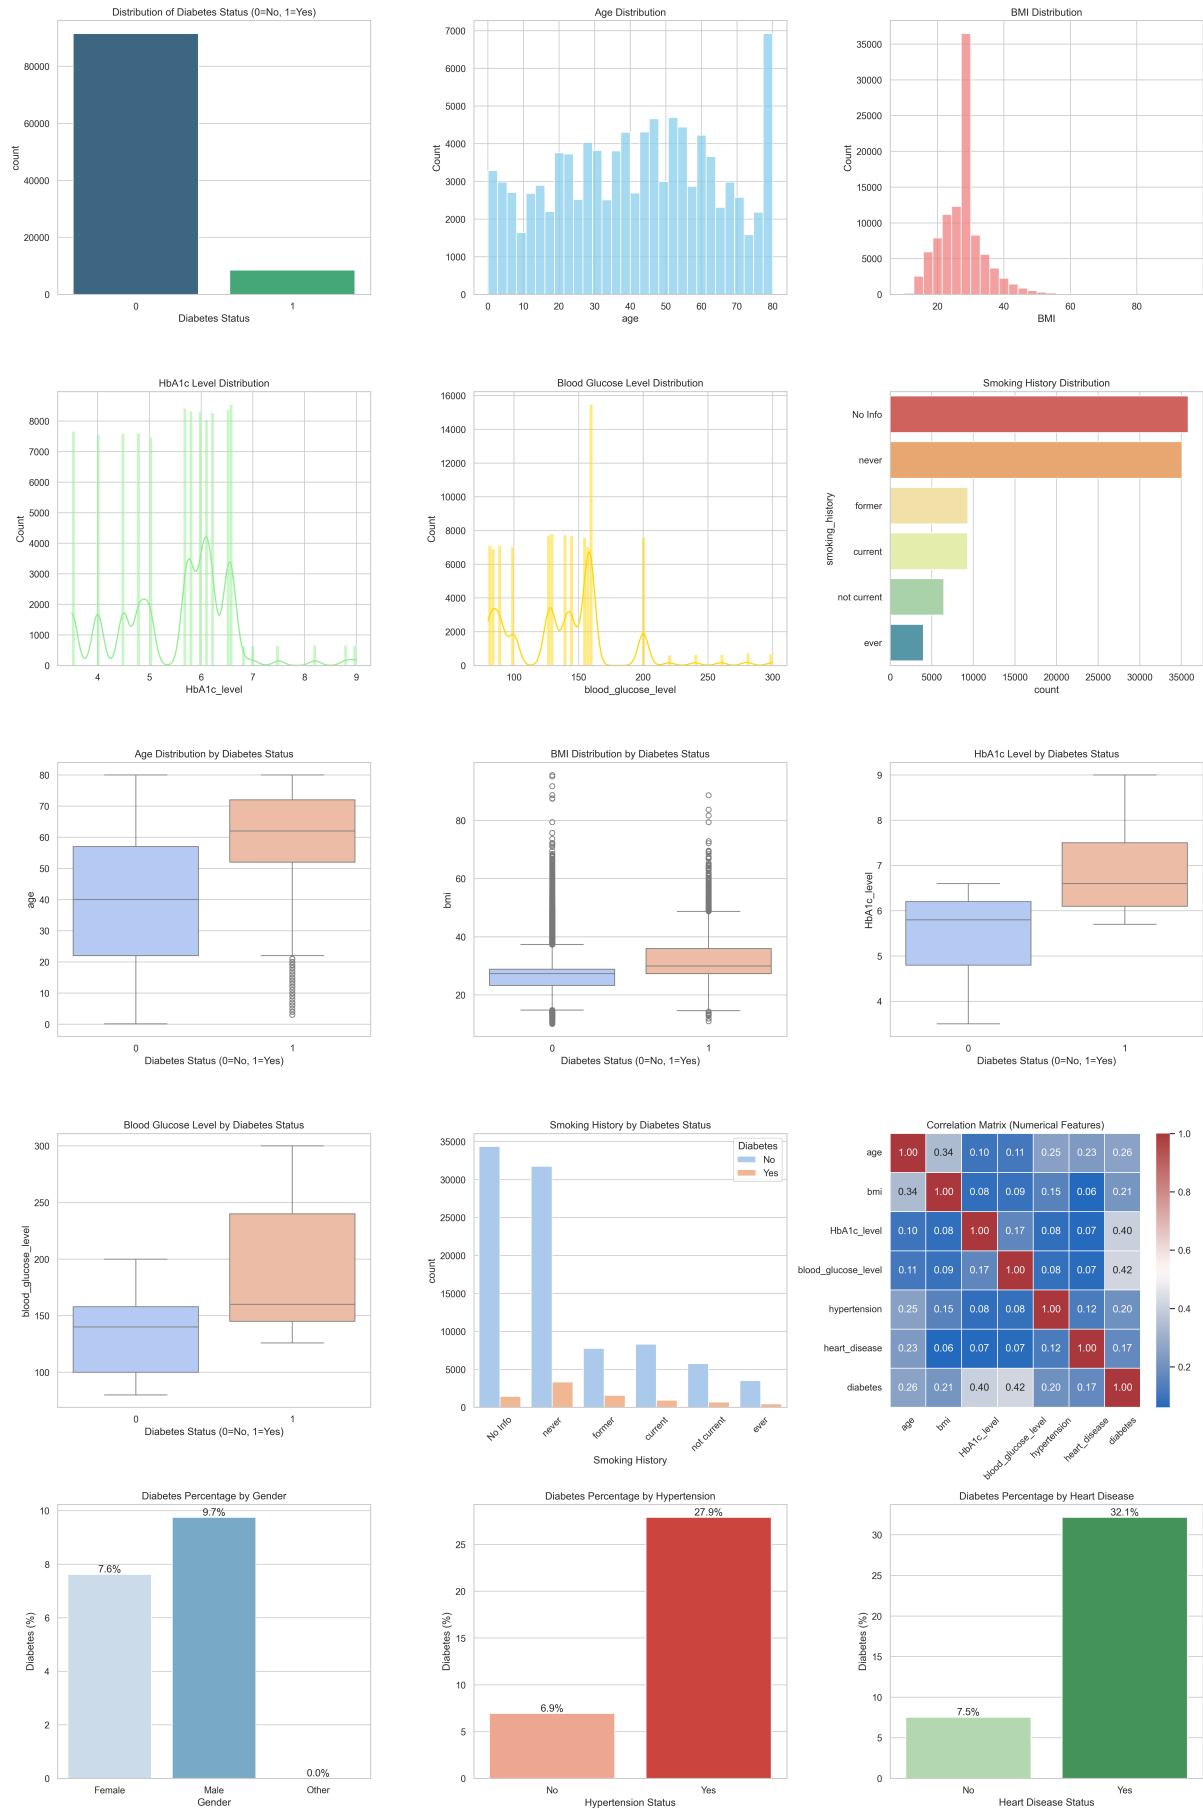 Distribution of Diabetes Status (0=No, 1=Yes)
count
80000
60000
40000
20000
0
0 1
Diabetes Status
Age Distribution
Count
7000
6000
5000
4000
3000
2000
1000
0
0 10 20 30 40 50 60 70 80
age
BMI Distribution
Count
35000
30000
25000
20000
15000
10000
5000
0
20 40 60 80
BMI
HbA1c Level Distribution
Count
8000
7000
6000
5000
4000
3000
2000
1000
0
4 5 6 7 8 9
HbA1c_level
Blood Glucose Level Distribution
Count
16000
14000
12000
10000
8000
6000
4000
2000
0
100 150 200 250 300
blood_glucose_level
Smoking History Distribution
smoking_history
No Info
never
former
current
not current
ever
0 5000 10000 15000 20000 25000 30000 35000
count
Age Distribution by Diabetes Status
age
80
70
60
50
40
30
20
10
0
0 1
Diabetes Status (0=No, 1=Yes)
BMI Distribution by Diabetes Status
bmi
80
60
40
20
0 1
Diabetes Status (0=No, 1=Yes)
HbA1c Level by Diabetes Status
HbA1c_level
9
8
7
6
5
4
0 1
Diabetes Status (0=No, 1=Yes)
Blood Glucose Level by Diabetes Status
blood_glucose_level
300
250
200
150
100
0 1
Diabetes Status (0=No, 1=Yes)
Smoking History by Diabetes Status
Diabetes
No
Yes
count
35000
30000
25000
20000
15000
10000
5000
0
No Info never former current not current ever
Smoking History
Correlation Matrix (Numerical Features)
age 1.00 0.34 0.10 0.11 0.25 0.23 0.26
bmi 0.34 1.00 0.08 0.09 0.15 0.06 0.21
HbA1c_level 0.10 0.08 1.00 0.17 0.08 0.07 0.40
blood_glucose_level 0.11 0.09 0.17 1.00 0.08 0.07 0.42
hypertension 0.25 0.15 0.08 0.08 1.00 0.12 0.20
heart_disease 0.23 0.06 0.07 0.07 0.12 1.00 0.17
diabetes 0.26 0.21 0.40 0.42 0.20 0.17 1.00
age bmi HbA1c_level blood_glucose_level hypertension heart_disease diabetes
1.0
0.8
0.6
0.4
0.2
Diabetes Percentage by Gender
Diabetes (%)
10
8
6
4
2
0
7.6% 9.7% 0.0%
Female Male Other
Gender
Diabetes Percentage by Hypertension
Diabetes (%)
25
20
15
10
5
0
6.9% 27.9%
No Yes
Hypertension Status
Diabetes Percentage by Heart Disease
Diabetes (%)
30
25
20
15
10
5
0
7.5% 32.1%
No Yes
Heart Disease Status